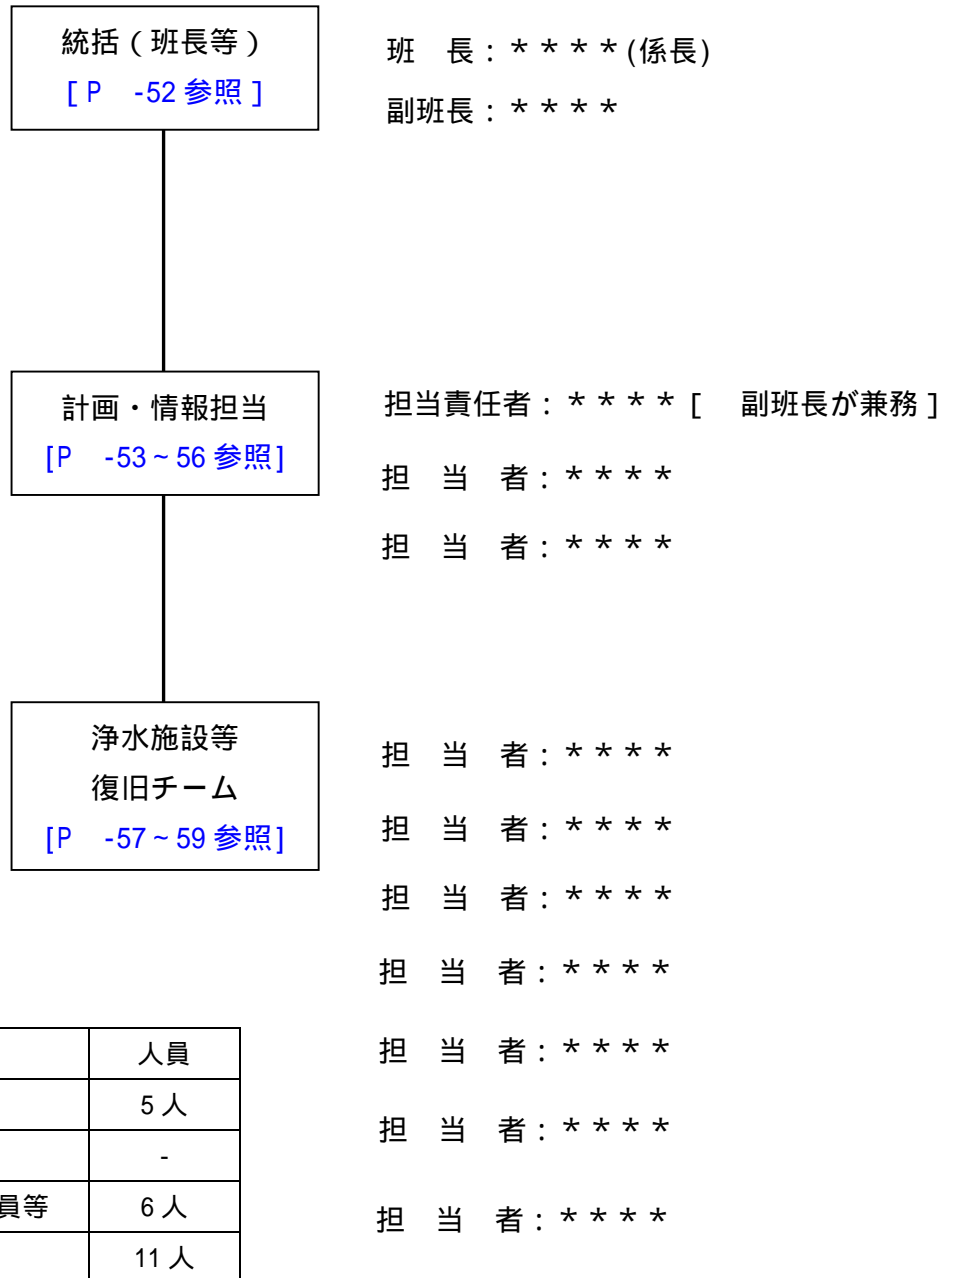 統括（班長等）
[ P　-52 参照 ]
班　長：＊＊＊＊(係長)
副班長：＊＊＊＊
計画・情報担当
[P　-53～56 参照]
担当責任者：＊＊＊＊ [　副班長が兼務 ]
担　当　者：＊＊＊＊
担　当　者：＊＊＊＊
浄水施設等
復旧チーム
[P　-57～59 参照]
担　当　者：＊＊＊＊
担　当　者：＊＊＊＊
担　当　者：＊＊＊＊
担　当　者：＊＊＊＊
担　当　者：＊＊＊＊
担　当　者：＊＊＊＊
担　当　者：＊＊＊＊
人員
5 人
-
員等　6 人
11 人